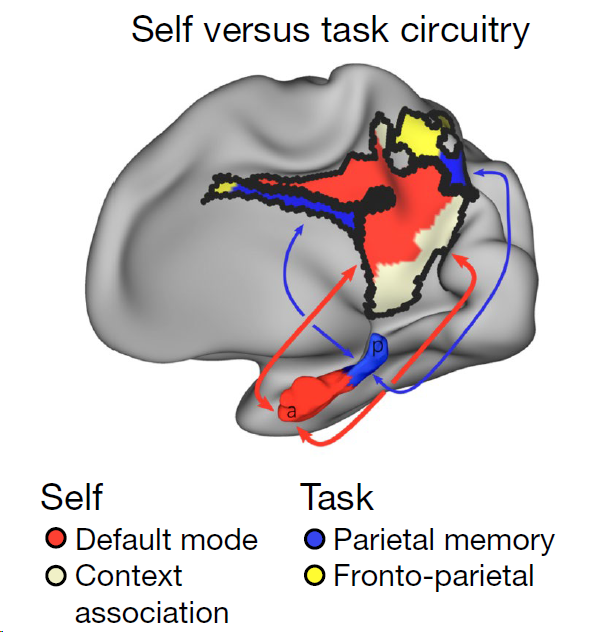 Self versus task circuitry
p
a
Self
Default mode
Context
association
Task
Parietal memory
Fronto-parietal